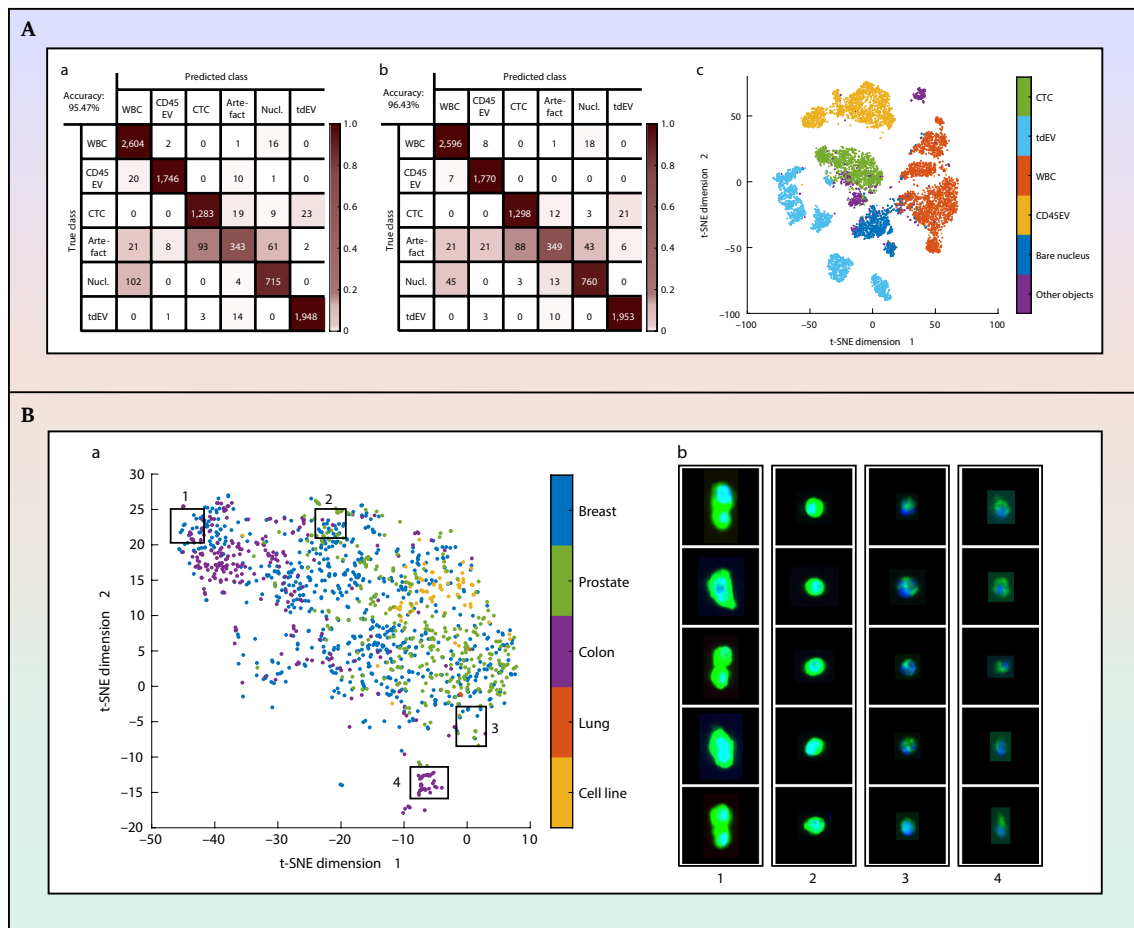 A
a
Predicted class
Accuracy:
95.47%
WBC
CD45
EV
CTC
Arte-
fact
Nucl.
tdEV
True class
WBC 2,604 2 0 1 16 0
CD45
EV 20 1,746 0 10 1 0
CTC 0 0 1,283 19 9 23
Arte-
fact 21 8 93 343 61 2
Nucl. 102 0 0 4 715 0
tdEV 0 1 3 14 0 1,948
1.0
0.8
0.6
0.4
0.2
0
b
Predicted class
Accuracy:
96.43%
WBC
CD45
EV
CTC
Arte-
fact
Nucl.
tdEV
True class
WBC 2,596 8 0 1 18 0
CD45
EV 7 1,770 0 0 0 0
CTC 0 0 1,298 12 3 21
Arte-
fact 21 21 88 349 43 6
Nucl. 45 0 3 13 760 0
tdEV 0 3 0 10 0 1,953
1.0
0.8
0.6
0.4
0.2
0
c
t-SNE dimension 2
50
0
−50
−100
−100 −50 0 50 100
t-SNE dimension 1
CTC
tdEV
WBC
CD45EV
Bare nucleus
Other objects
B
a
t-SNE dimension 2
30
25
20
15
10
5
0
−5
−10
−15
−20
−50 −40 −30 −20 −10 0 10
t-SNE dimension 1
1
2
3
4
Breast
Prostate
Colon
Lung
Cell line
b
1 2 3 4